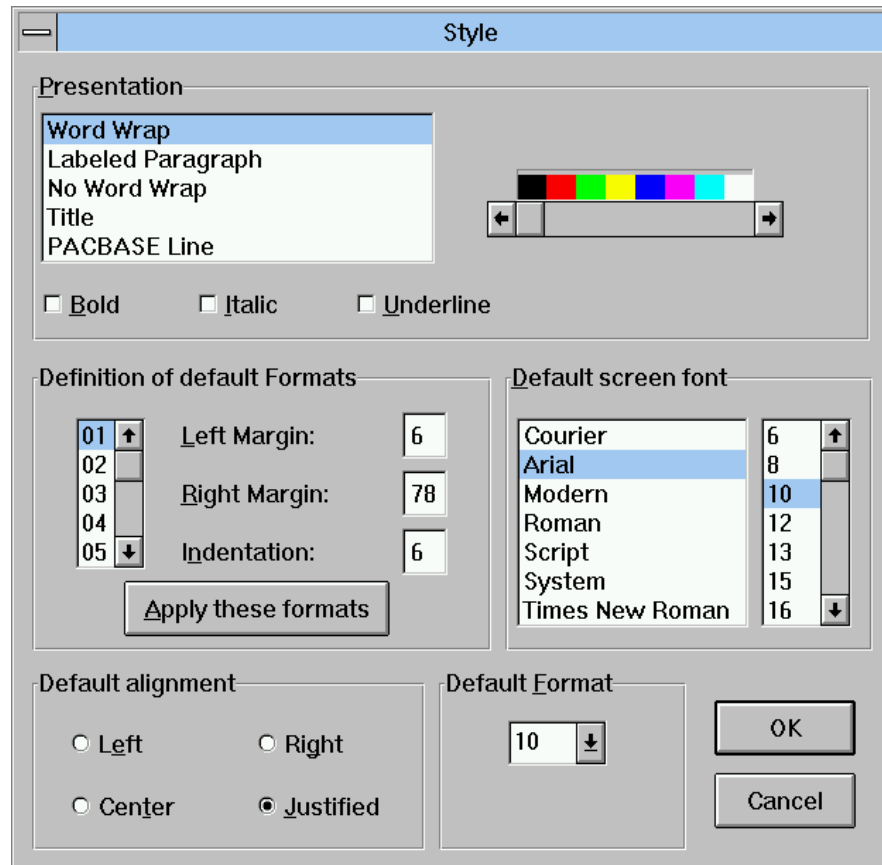 Style
Presentation
Word Wrap
Labeled Paragraph
No Word Wrap
Title
PACBASE Line
Bold Italic Underline
Definition of default Formats
01
02
03
04
05
Left Margin: 6
Right Margin: 78
Indentation: 6
Apply these formats
Default screen font
Courier
Arial
Modern
Roman
Script
System
Times New Roman
6
8
10
12
13
15
16
Default alignment
Left Right
Center Justified
Default Format
10
OK
Cancel